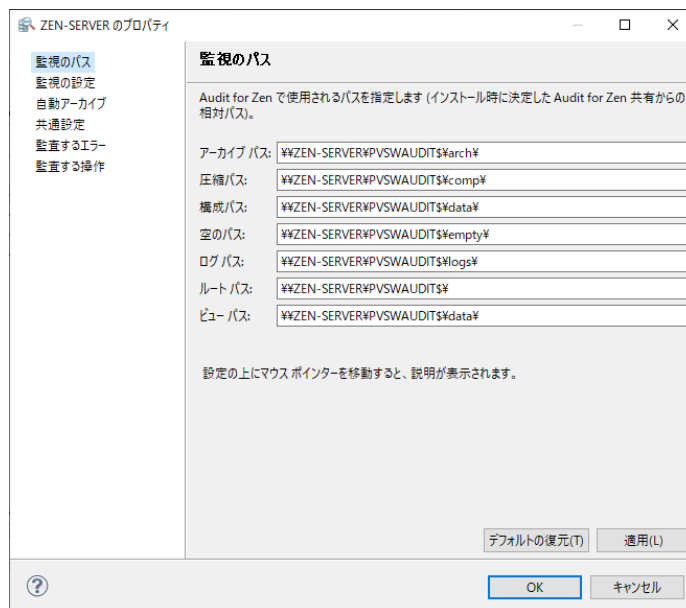 ZEN-SERVER のプロパティ
監視のパス
監視の設定
自動アーカイブ
共通設定
監査するエラー
監査する操作
監視のパス
Audit for Zen で使用されるパスを指定します (インストール時に決定した Audit for Zen 共有からの
相対パス)。
アーカイブ パス: ¥¥ZEN-SERVER¥PVSWAUDIT$¥arch¥
圧縮パス: ¥¥ZEN-SERVER¥PVSWAUDIT$¥comp¥
構成パス: ¥¥ZEN-SERVER¥PVSWAUDIT$¥data¥
空のパス: ¥¥ZEN-SERVER¥PVSWAUDIT$¥empty¥
ログ パス: ¥¥ZEN-SERVER¥PVSWAUDIT$¥logs¥
ルート パス: ¥¥ZEN-SERVER¥PVSWAUDIT$¥
ビュー パス: ¥¥ZEN-SERVER¥PVSWAUDIT$¥data¥
設定の上にマウス ポインターを移動すると、説明が表示されます。
デフォルトの復元(T) 適用(L)
? OK キャンセル